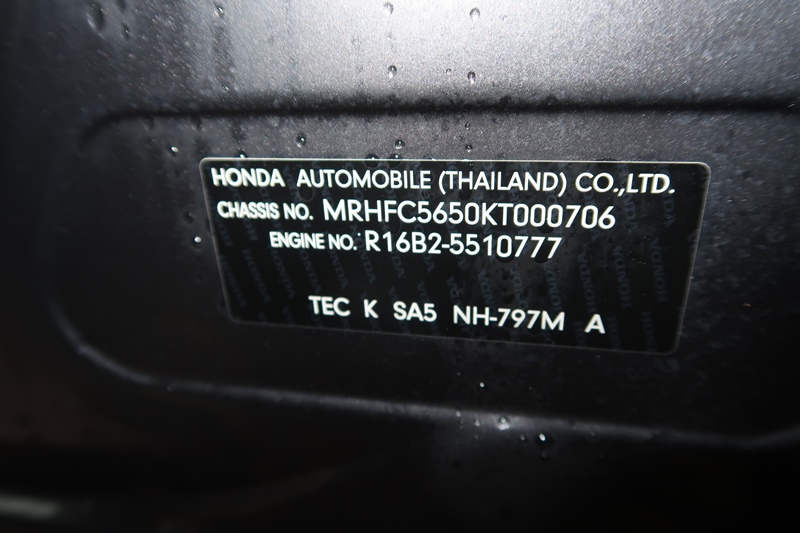 HONDA AUTOMOBILE (THAILAND) CO.,LTD.
CHASSIS NO. MRHFC5650KT000706
ENGINE NO. R16B2-5510777
TEC K SA5 NH-797M A